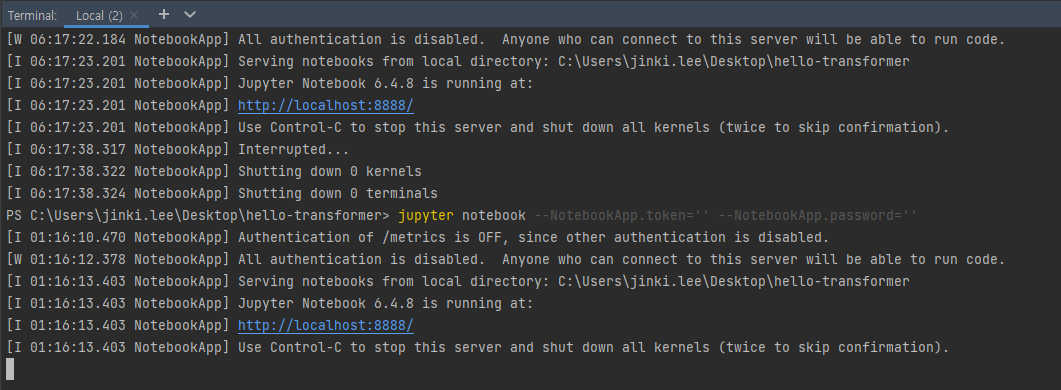 Terminal: Local (2) × +
[W 06:17:22.184 NotebookApp] All authentication is disabled.  Anyone who can connect to this server will be able to run code.
[I 06:17:23.201 NotebookApp] Serving notebooks from local directory: C:\Users\jinki.lee\Desktop\hello-transformer
[I 06:17:23.201 NotebookApp] Jupyter Notebook 6.4.8 is running at:
[I 06:17:23.201 NotebookApp] http://localhost:8888/
[I 06:17:23.201 NotebookApp] Use Control-C to stop this server and shut down all kernels (twice to skip confirmation).
[I 06:17:38.317 NotebookApp] Interrupted...
[I 06:17:38.322 NotebookApp] Shutting down 0 kernels
[I 06:17:38.324 NotebookApp] Shutting down 0 terminals
PS C:\Users\jinki.lee\Desktop\hello-transformer> jupyter notebook --NotebookApp.token='' --NotebookApp.password=''
[I 01:16:10.470 NotebookApp] Authentication of /metrics is OFF, since other authentication is disabled.
[W 01:16:12.378 NotebookApp] All authentication is disabled.  Anyone who can connect to this server will be able to run code.
[I 01:16:13.403 NotebookApp] Serving notebooks from local directory: C:\Users\jinki.lee\Desktop\hello-transformer
[I 01:16:13.403 NotebookApp] Jupyter Notebook 6.4.8 is running at:
[I 01:16:13.403 NotebookApp] http://localhost:8888/
[I 01:16:13.403 NotebookApp] Use Control-C to stop this server and shut down all kernels (twice to skip confirmation).